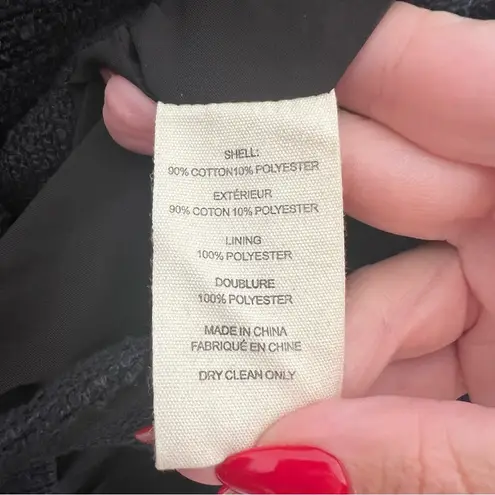 SHELL:
90% COTTON10% POLYESTER
EXTÉRIEUR
90% COTON 10% POLYESTER
LINING
100% POLYESTER
DOUBLURE
100% POLYESTER
MADE IN CHINA
FABRIQUÉ EN CHINE
DRY CLEAN ONLY